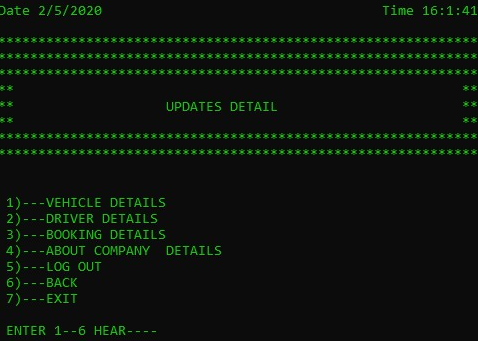 Date 2/5/2020 Time 16:1:41
************************************************************
************************************************************
************************************************************
** **
** UPDATES DETAIL **
** **
************************************************************
************************************************************
1)---VEHICLE DETAILS
2)---DRIVER DETAILS
3)---BOOKING DETAILS
4)---ABOUT COMPANY  DETAILS
5)---LOG OUT
6)---BACK
7)---EXIT
ENTER 1--6 HEAR----